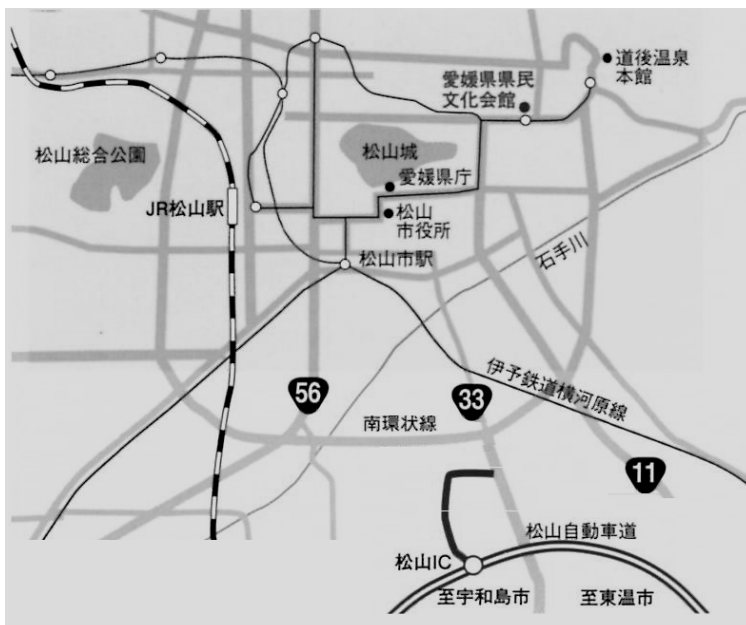 道後温泉
本館
愛媛県県民
文化会館
松山総合公園
松山城
愛媛県庁
JR松山駅
松山
市役所
松山市駅
石手川
伊予鉄道横河原線
56
33
南環状線
11
松山自動車道
松山IC
至宇和島市
至東温市